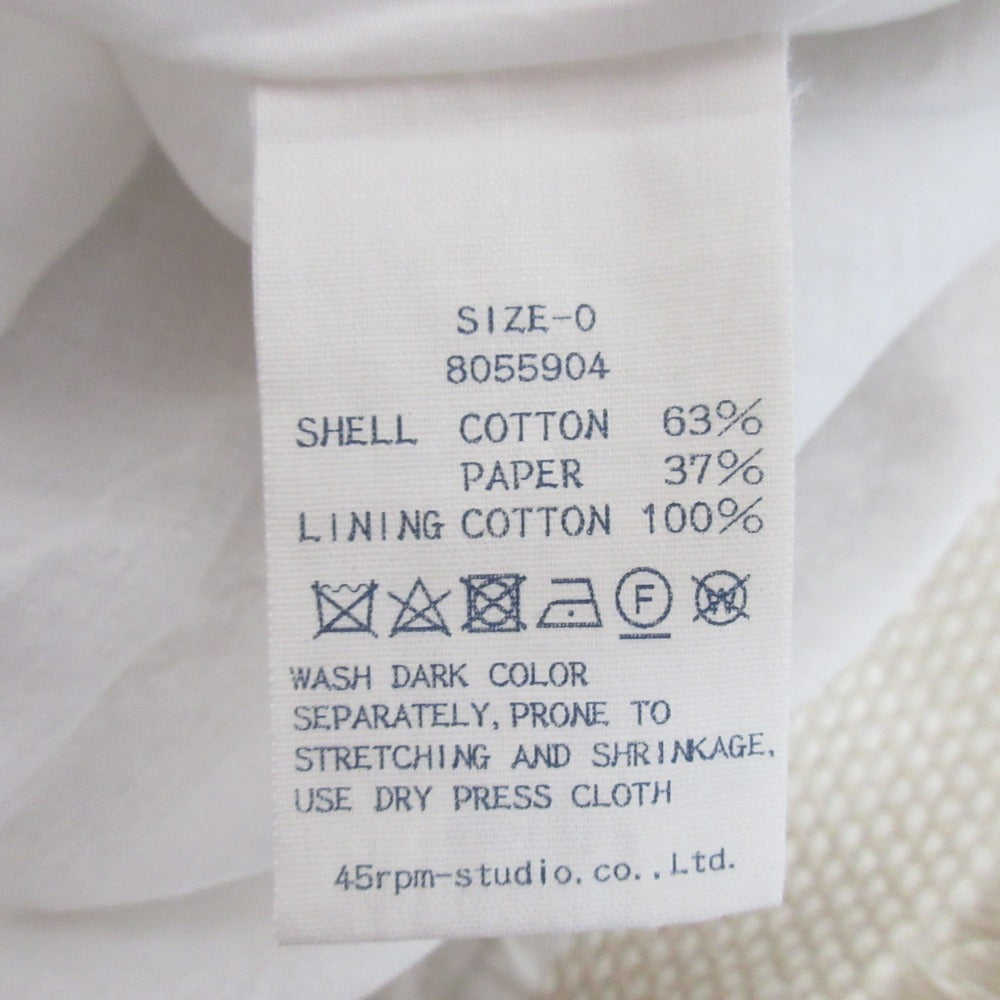 SIZE-0
8055904
SHELL COTTON 63%
PAPER 37%
LINING COTTON 100%
F W
WASH DARK COLOR
SEPARATELY, PRONE TO
STRETCHING AND SHRINKAGE.
USE DRY PRESS CLOTH
45rpm-studio.co.,Ltd.